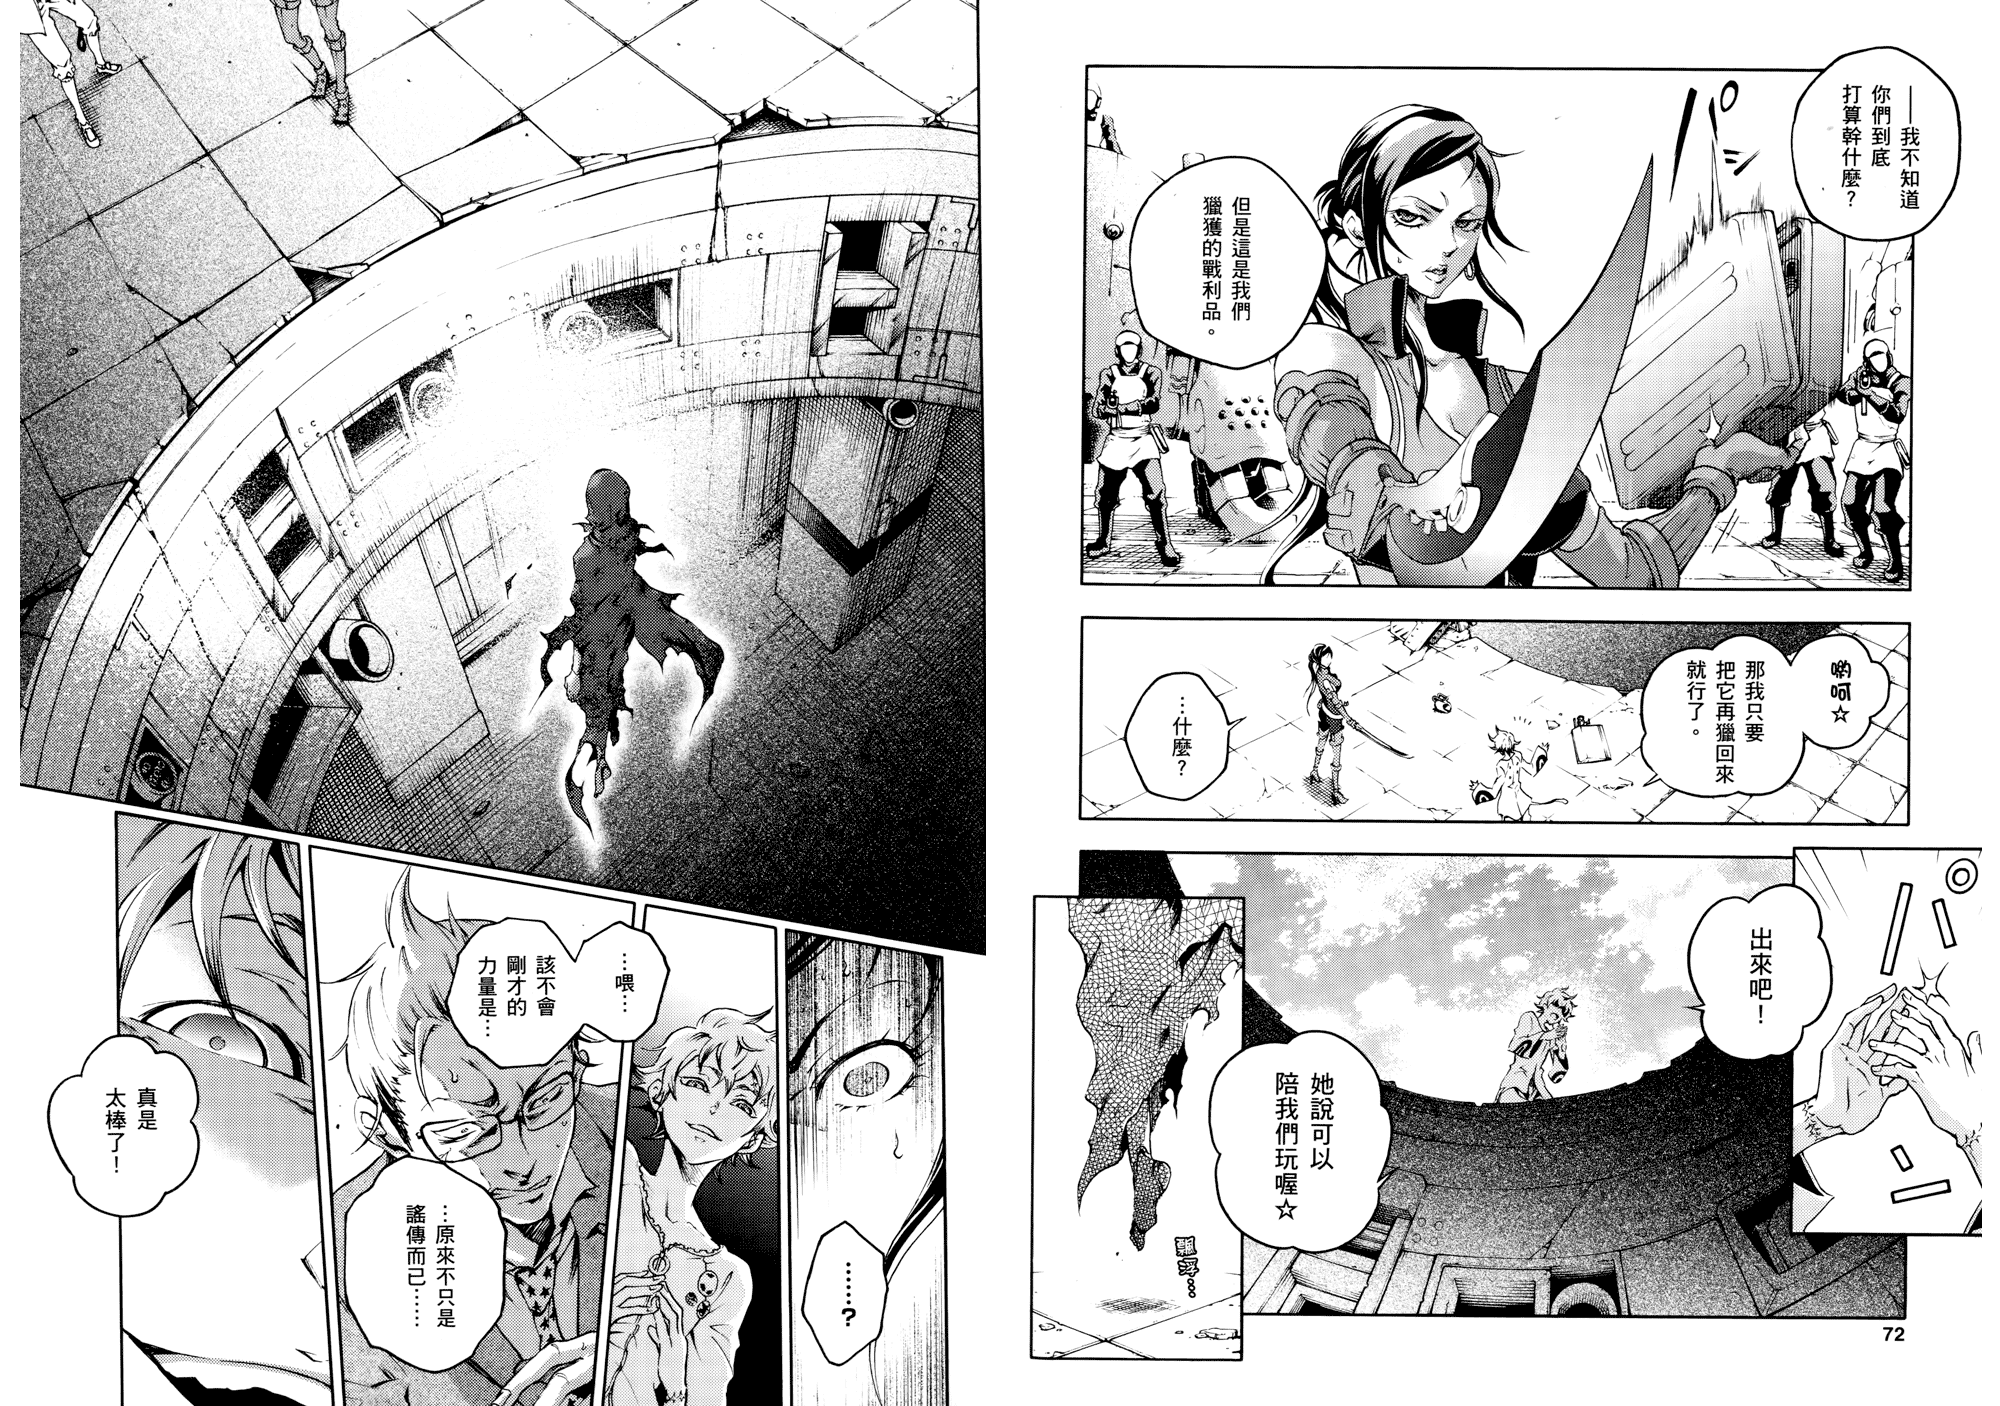 ——我不知道
你們到底
打算幹什麼?
パシ
但是這是我們
獵獲的戰利品。
喲呵☆
那我只要
把它再獵回來
就行了。
…什麼?
出來吧!
她說可以
陪我們玩喔☆
飄浮…
72
……?
…喂…
該不會
剛才的
力量是…
…原來不只是
謠傳而已……
真是
太棒了!